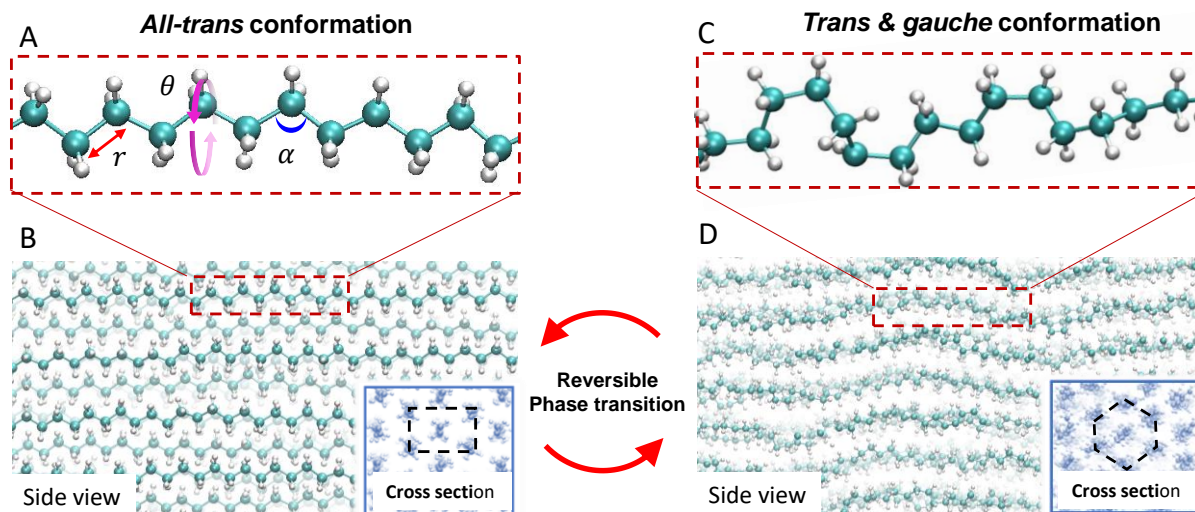 All-trans conformation
Trans & gauche conformation
A
C
θ
r
α
B
D
Reversible
Phase transition
Side view
Cross section
Side view
Cross section